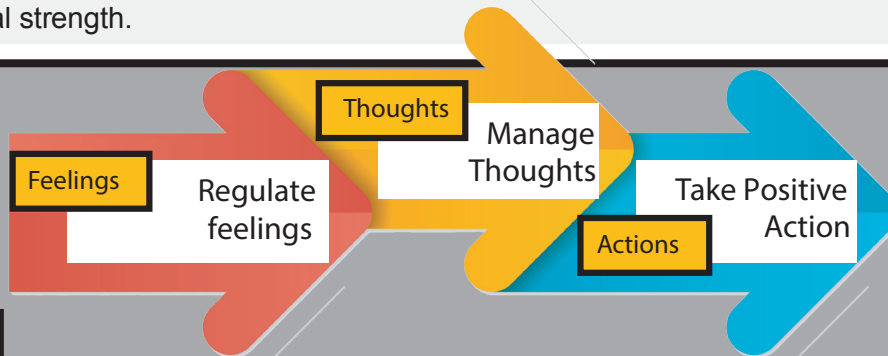 al strength.
Feelings
Regulate
feelings
Thoughts
Manage
Thoughts
Take Positive
Action
Actions